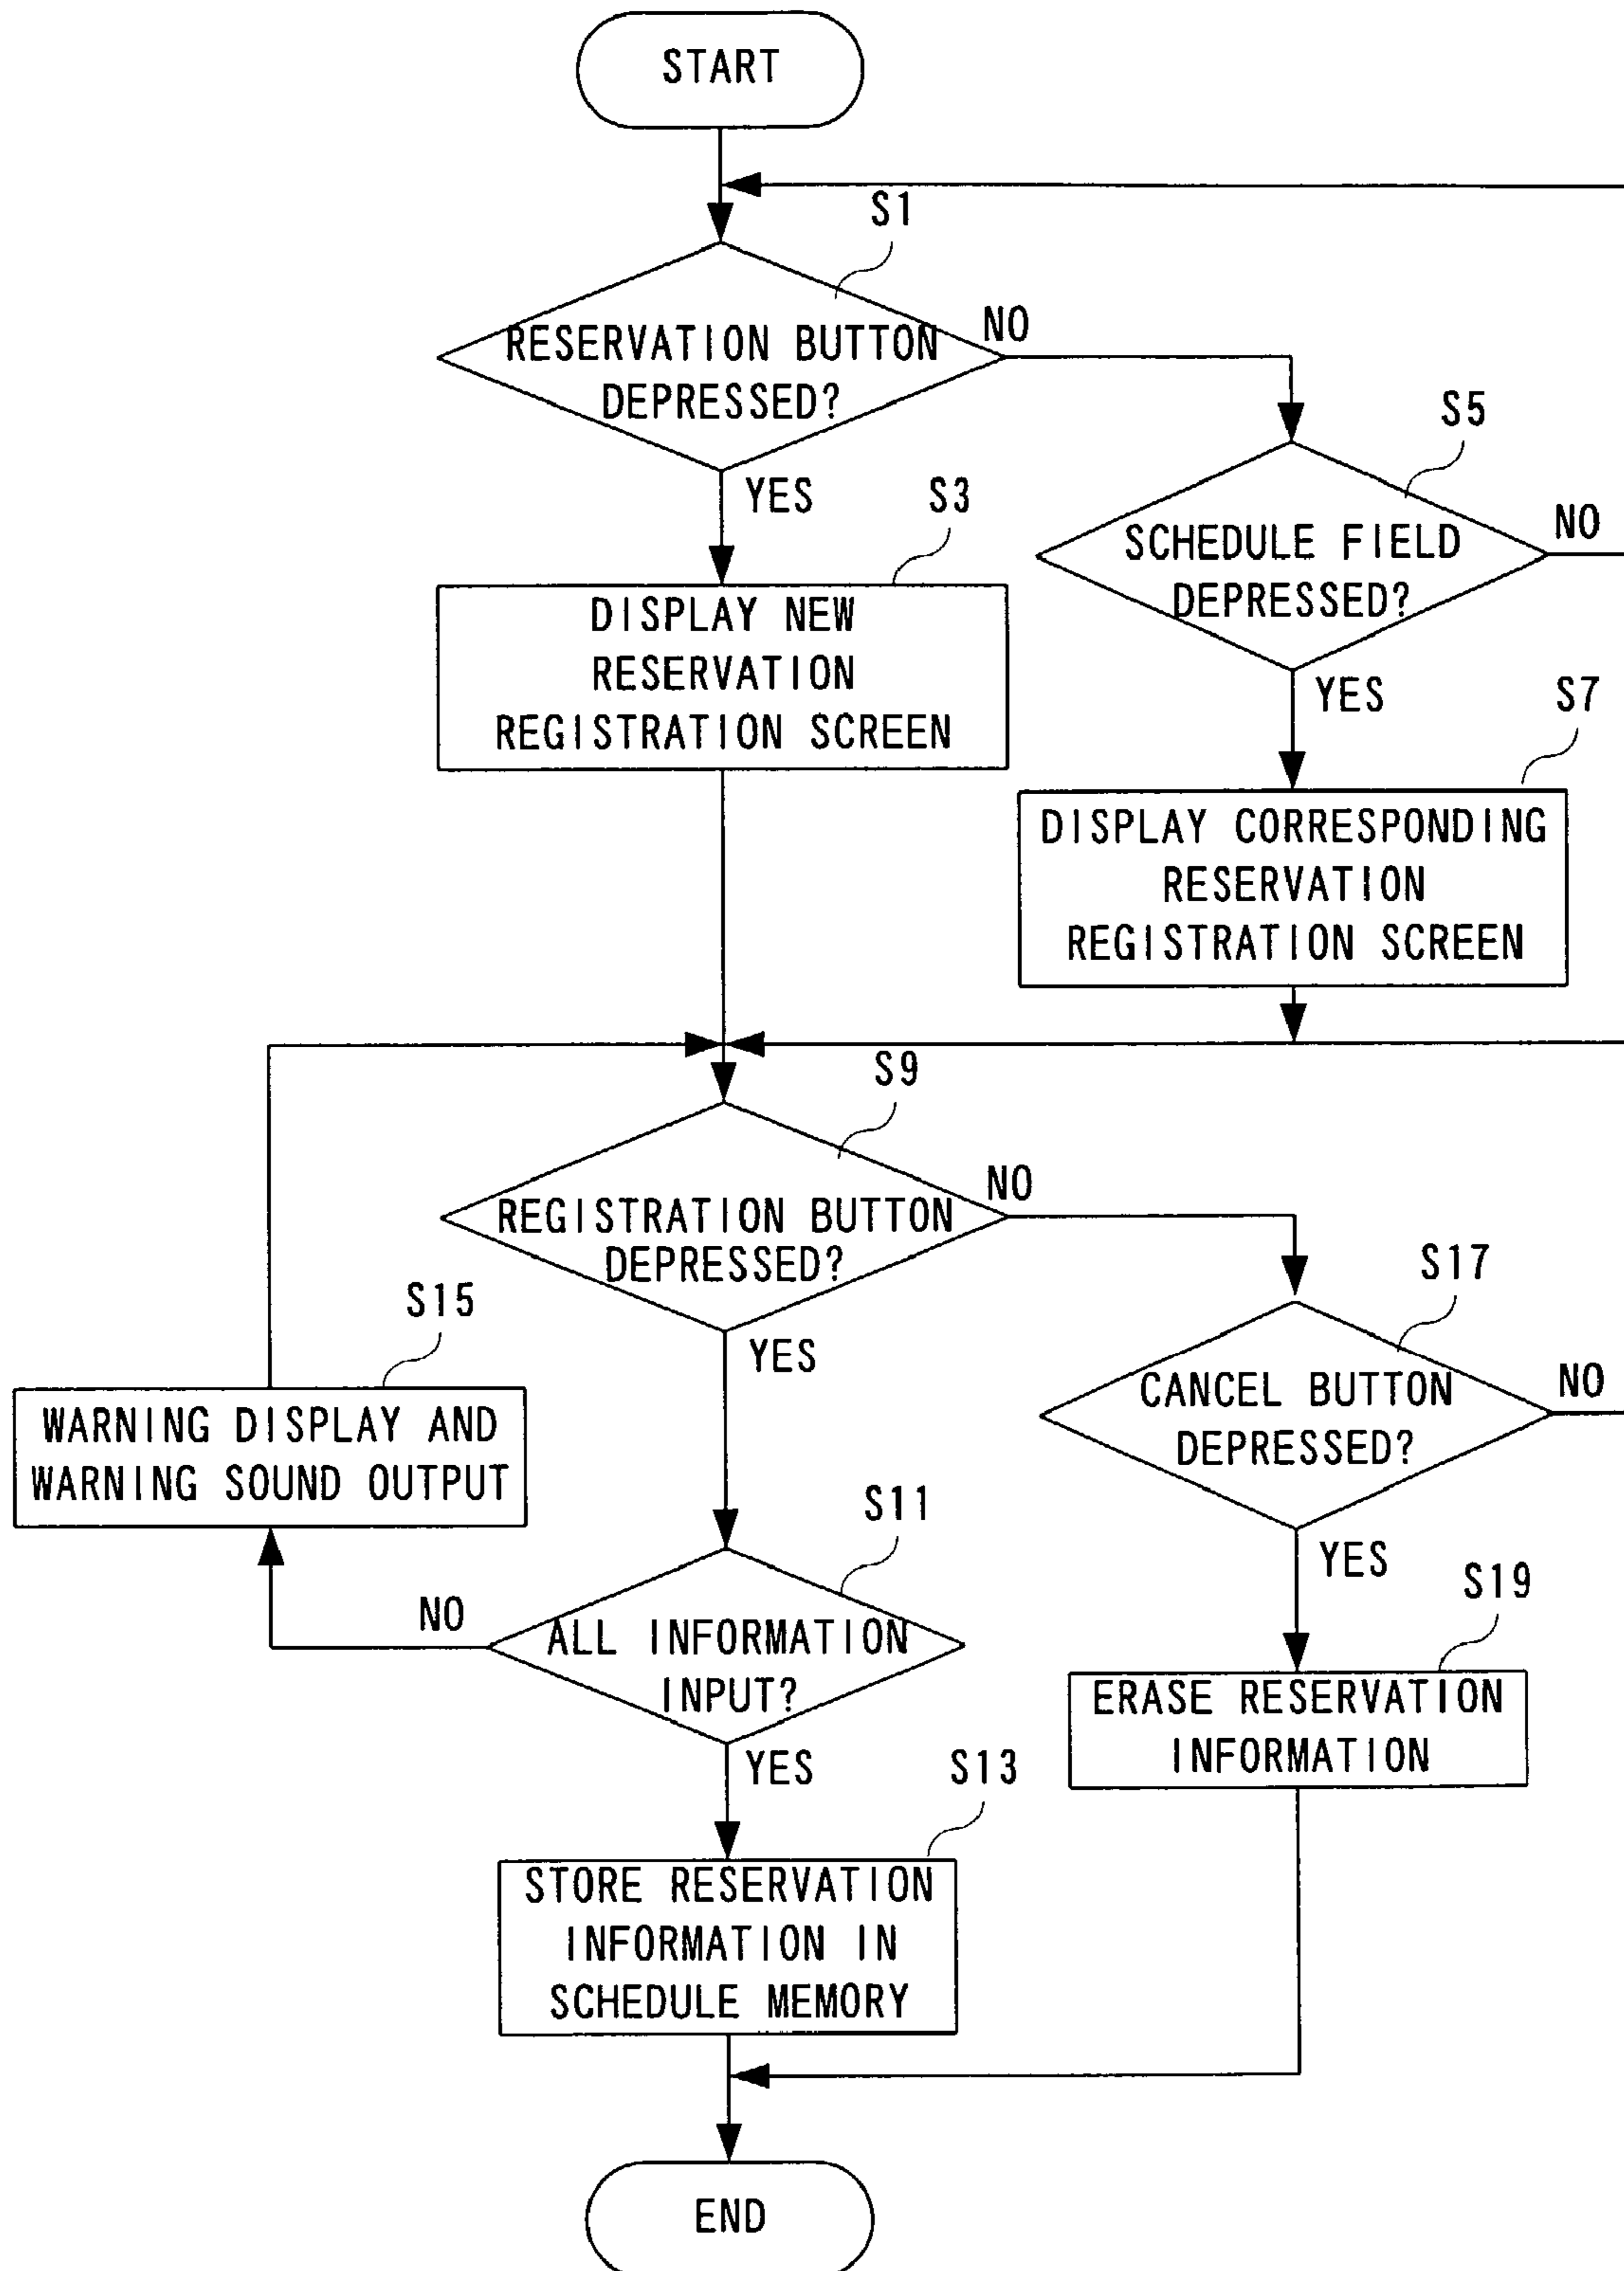 START
S1
RESERVATION BUTTON
DEPRESSED?
NO
YES
S3
DISPLAY NEW
RESERVATION
REGISTRATION SCREEN
S5
SCHEDULE FIELD
DEPRESSED?
NO
YES
S7
DISPLAY CORRESPONDING
RESERVATION
REGISTRATION SCREEN
S9
REGISTRATION BUTTON
DEPRESSED?
NO
YES
S17
CANCEL BUTTON
DEPRESSED?
NO
YES
S15
WARNING DISPLAY AND
WARNING SOUND OUTPUT
S11
ALL INFORMATION
INPUT?
NO
YES
S19
ERASE RESERVATION
INFORMATION
S13
STORE RESERVATION
INFORMATION IN
SCHEDULE MEMORY
END